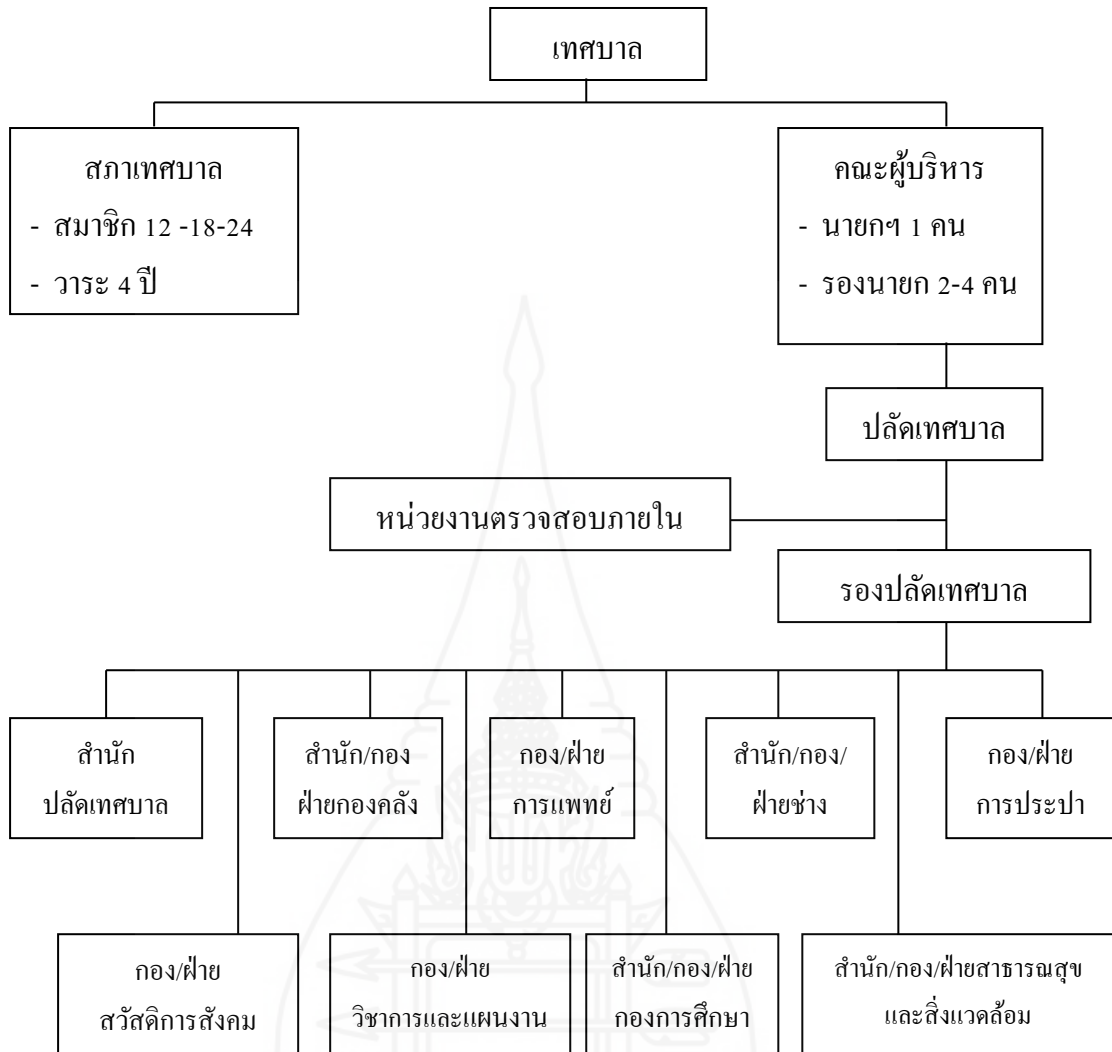 เทศบาล
สภาเทศบาล
- สมาชิก 12 -18-24
- วาระ 4 ปี
คณะผู้บริหาร
- นายกฯ 1 คน
- รองนายก 2-4 คน
ปลัดเทศบาล
หน่วยงานตรวจสอบภายใน
รองปลัดเทศบาล
สำนัก
ปลัดเทศบาล
สำนัก/กอง
ฝ่ายกองคลัง
กอง/ฝ่าย
การแพทย์
สำนัก/กอง/
ฝ่ายช่าง
กอง/ฝ่าย
การประปา
กอง/ฝ่าย
สวัสดิการสังคม
กอง/ฝ่าย
วิชาการและแผนงาน
สำนัก/กอง/ฝ่าย
กองการศึกษา
สำนัก/กอง/ฝ่ายสาธารณสุข
และสิ่งแวดล้อม